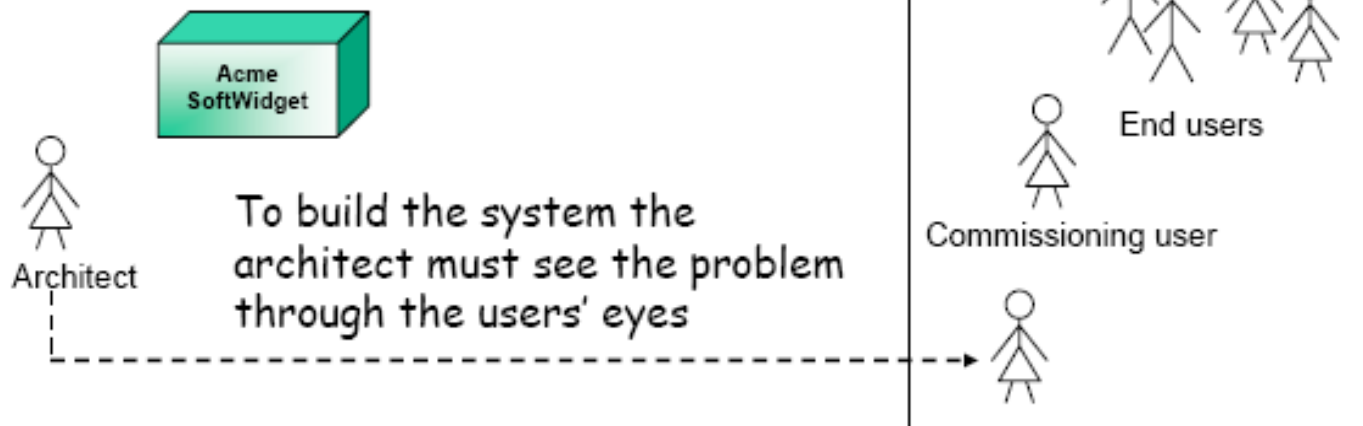 Acme
SoftWidget
End users
To build the system the
architect must see the problem
through the users’ eyes
Commissioning user
Architect